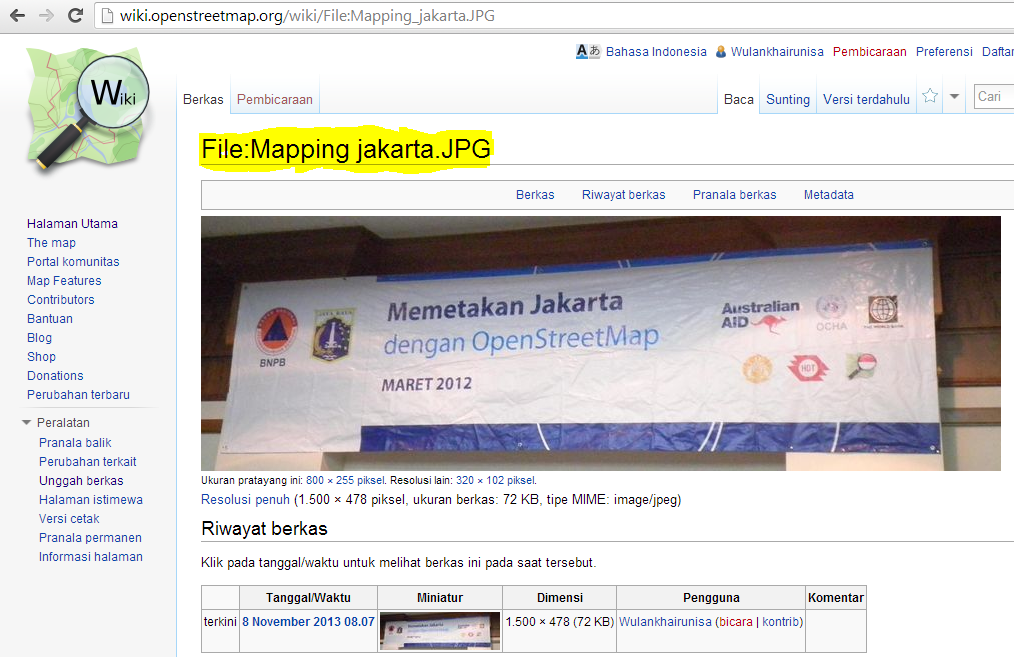 wiki.openstreetmap.org/wiki/File:Mapping_jakarta.JPG
Wiki
Bahasa Indonesia Wulankhairunisa Pembicaraan Preferensi Daftar
Berkas Pembicaraan Baca Sunting Versi terdahulu Cari
File:Mapping jakarta.JPG
Berkas Riwayat berkas Pranala berkas Metadata
Halaman Utama
The map
Portal komunitas
Map Features
Contributors
Bantuan
Blog
Shop
Donations
Perubahan terbaru
Peralatan
Pranala balik
Perubahan terkait
Unggah berkas
Halaman istimewa
Versi cetak
Pranala permanen
Informasi halaman
BNPB
JAYA RAYA
Memetakan Jakarta
dengan OpenStreetMap
MARET 2012
Australian
AID
OCHA
THE WORLD BANK
HOT
Ukuran pratayang ini: 800 × 255 piksel. Resolusi lain: 320 × 102 piksel.
Resolusi penuh (1.500 × 478 piksel, ukuran berkas: 72 KB, tipe MIME: image/jpeg)
Riwayat berkas
Klik pada tanggal/waktu untuk melihat berkas ini pada saat tersebut.
Tanggal/Waktu Miniatur Dimensi Pengguna Komentar
terkini 8 November 2013 08.07 1.500 × 478 (72 KB) Wulankhairunisa (bicara | kontrib)